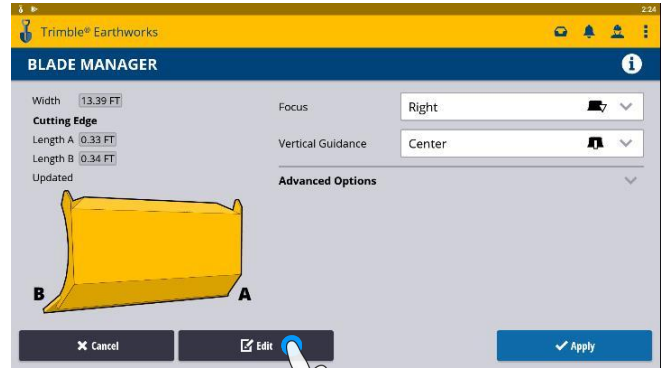 2:24
Trimble® Earthworks
BLADE MANAGER
Width 13.39 FT
Cutting Edge
Length A 0.33 FT
Length B 0.34 FT
Updated
B
A
Focus Right
Vertical Guidance Center
Advanced Options
Cancel
Edit
Apply